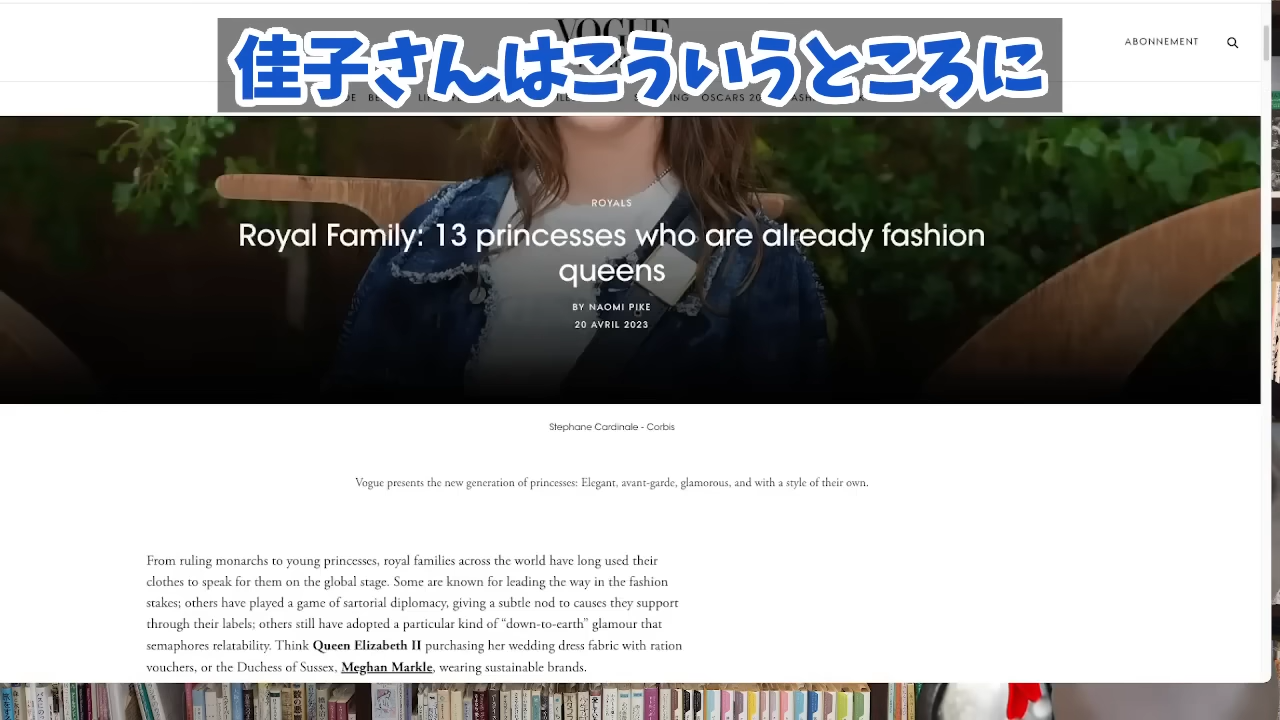 VOGUE
佳子さんはこういうところに
ABONNEMENT
ROYALS
Royal Family: 13 princesses who are already fashion
queens
BY NAOMI PIKE
20 AVRIL 2023
Stephane Cardinale - Corbis
Vogue presents the new generation of princesses: Elegant, avant-garde, glamorous, and with a style of their own.
From ruling monarchs to young princesses, royal families across the world have long used their
clothes to speak for them on the global stage. Some are known for leading the way in the fashion
stakes; others have played a game of sartorial diplomacy, giving a subtle nod to causes they support
through their labels; others still have adopted a particular kind of “down-to-earth” glamour that
semaphores relatability. Think Queen Elizabeth II purchasing her wedding dress fabric with ration
vouchers, or the Duchess of Sussex, Meghan Markle, wearing sustainable brands.